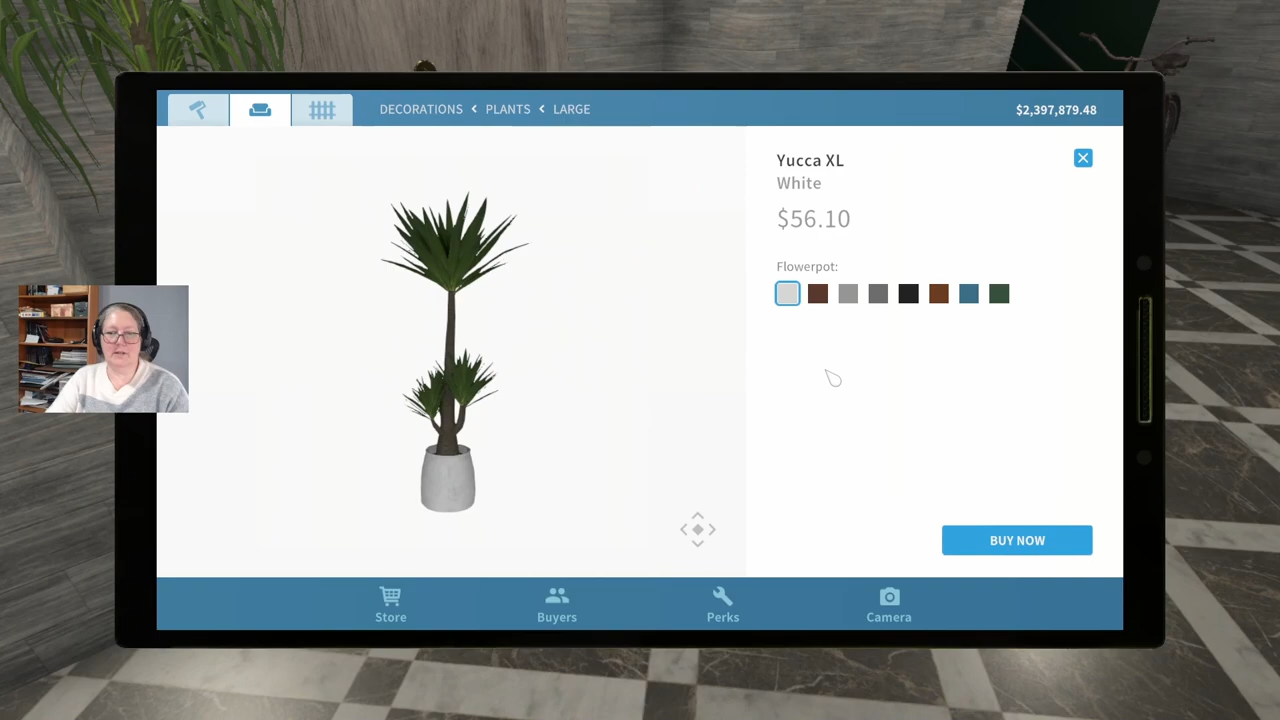 DECORATIONS < PLANTS < LARGE
$2,397,879.48
Yucca XL
White
$56.10
Flowerpot:
BUY NOW
Store
Buyers
Perks
Camera